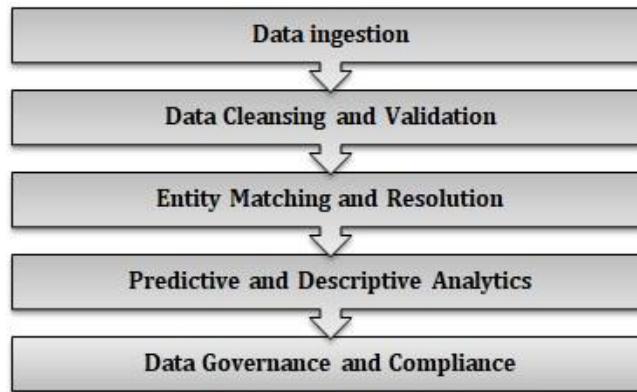 Data ingestion
Data Cleansing and Validation
Entity Matching and Resolution
Predictive and Descriptive Analytics
Data Governance and Compliance